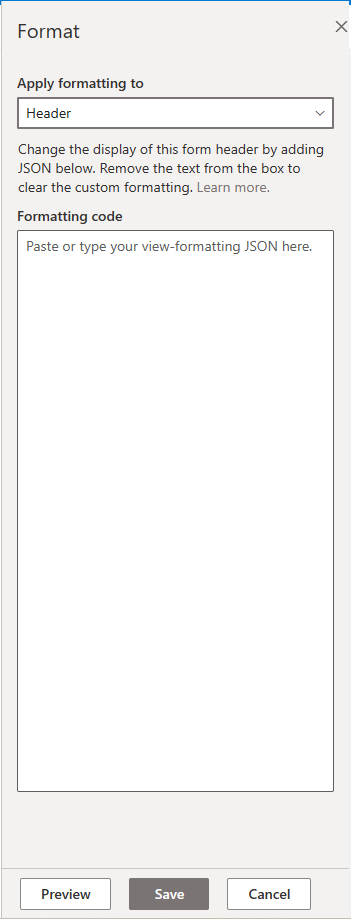 Format
Apply formatting to
Header
Change the display of this form header by adding
JSON below. Remove the text from the box to
clear the custom formatting. Learn more.
Formatting code
Paste or type your view-formatting JSON here.
Preview
Save
Cancel